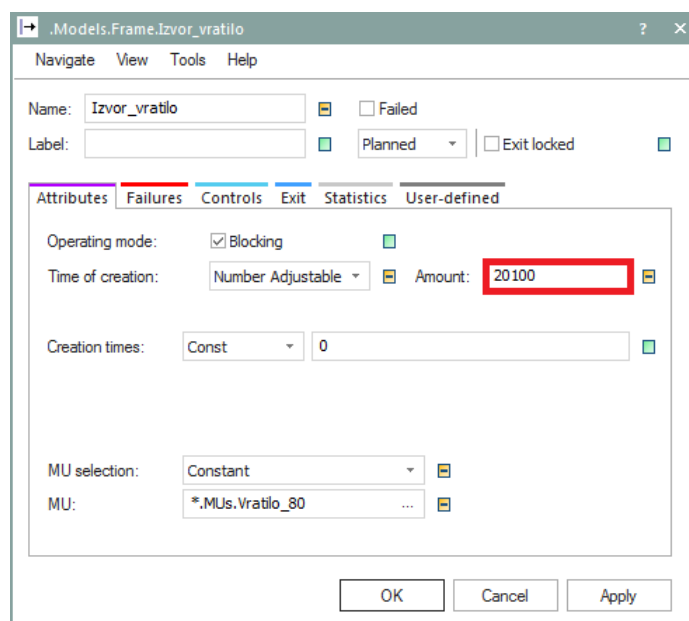 .Models.Frame.Izvor_vratilo ? ×
Navigate View Tools Help
Name: Izvor_vratilo Failed
Label: Planned Exit locked
Attributes Failures Controls Exit Statistics User-defined
Operating mode: Blocking
Time of creation: Number Adjustable Amount: 20100
Creation times: Const 0
MU selection: Constant
MU: *.MUs.Vratilo_80 ...
OK Cancel Apply